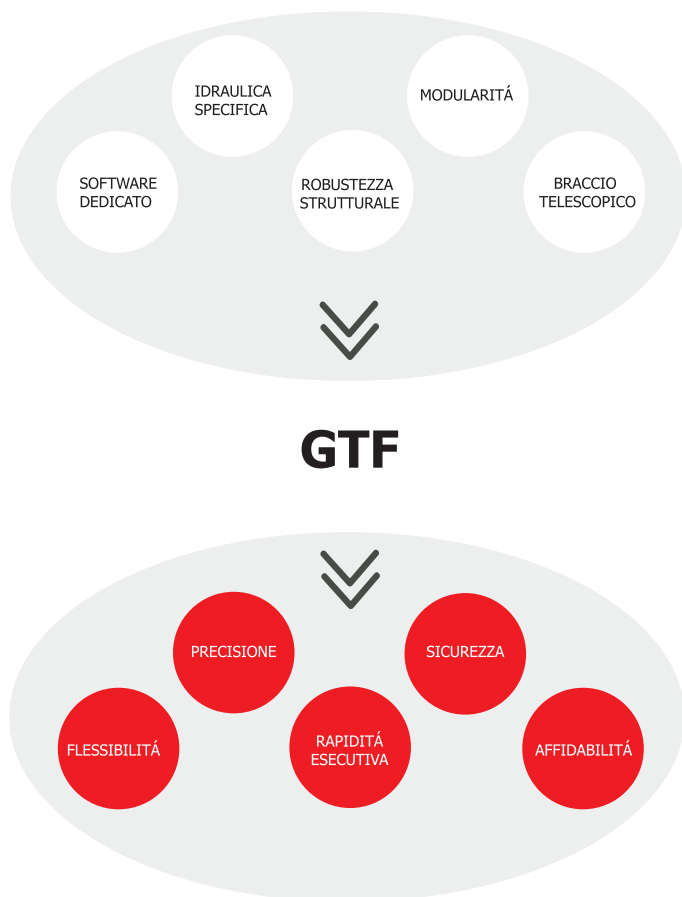 IDRAULICA
SPECIFICA
MODULARITÁ
SOFTWARE
DEDICATO
ROBUSTEZZA
STRUTTURALE
BRACCIO
TELESCOPICO
GTF
PRECISIONE
SICUREZZA
FLESSIBILITÁ
RAPIDITÁ
ESECUTIVA
AFFIDABILITÁ